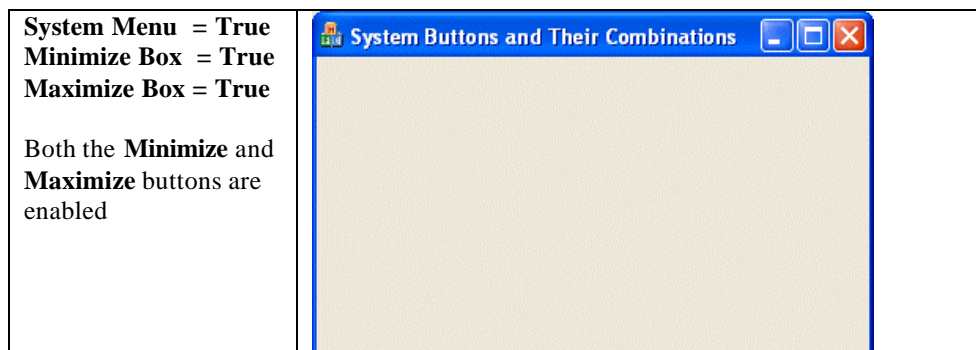 System Menu = True
Minimize Box = True
Maximize Box = True
Both the Minimize and
Maximize buttons are
enabled
System Buttons and Their Combinations